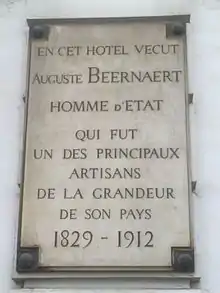 EN CET HOTEL VECUT
AUGUSTE BEERNAERT
HOMME D'ETAT
QUI FUT
UN DES PRINCIPAUX
ARTISANS
DE LA GRANDEUR
DE SON PAYS
1829 - 1912